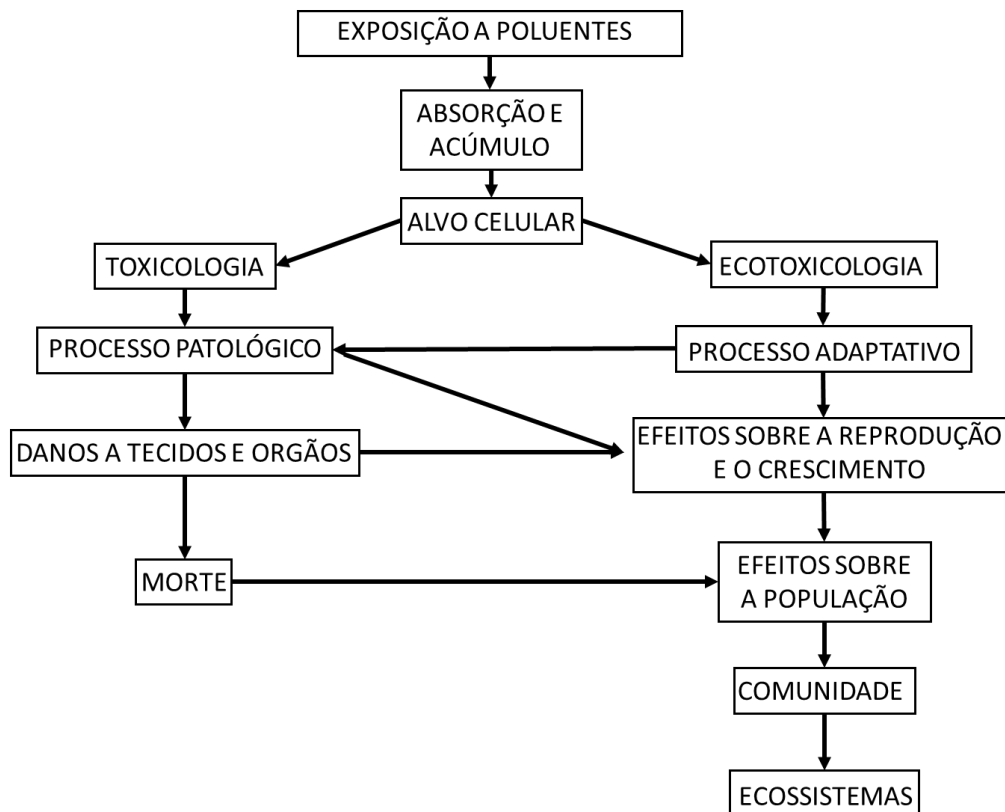 EXPOSIÇÃO A POLUENTES
ABSORÇÃO E
ACÚMULO
ALVO CELULAR
TOXICOLOGIA
ECOTOXICOLOGIA
PROCESSO PATOLÓGICO
PROCESSO ADAPTATIVO
DANOS A TECIDOS E ORGÃOS
EFEITOS SOBRE A REPRODUÇÃO
E O CRESCIMENTO
MORTE
EFEITOS SOBRE
A POPULAÇÃO
COMUNIDADE
ECOSSISTEMAS